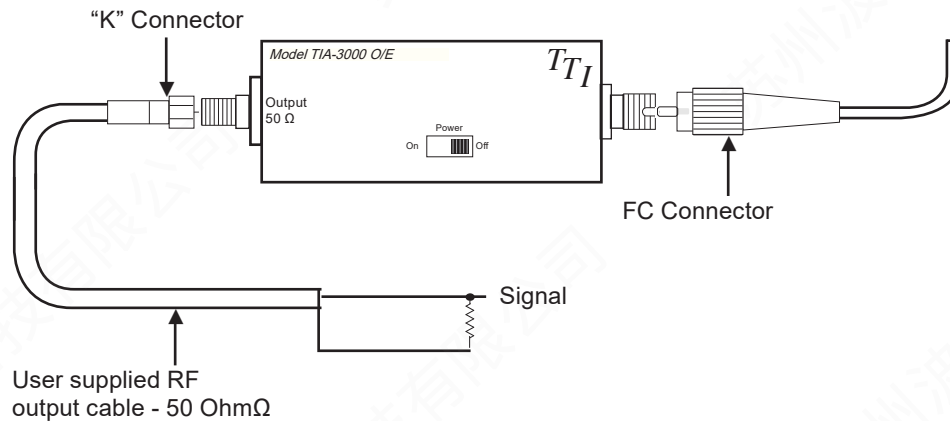 “K” Connector
Model TIA-3000 O/E
TTI
Output
50 Ω
Power
On
Off
FC Connector
Signal
User supplied RF
output cable - 50 OhmΩ